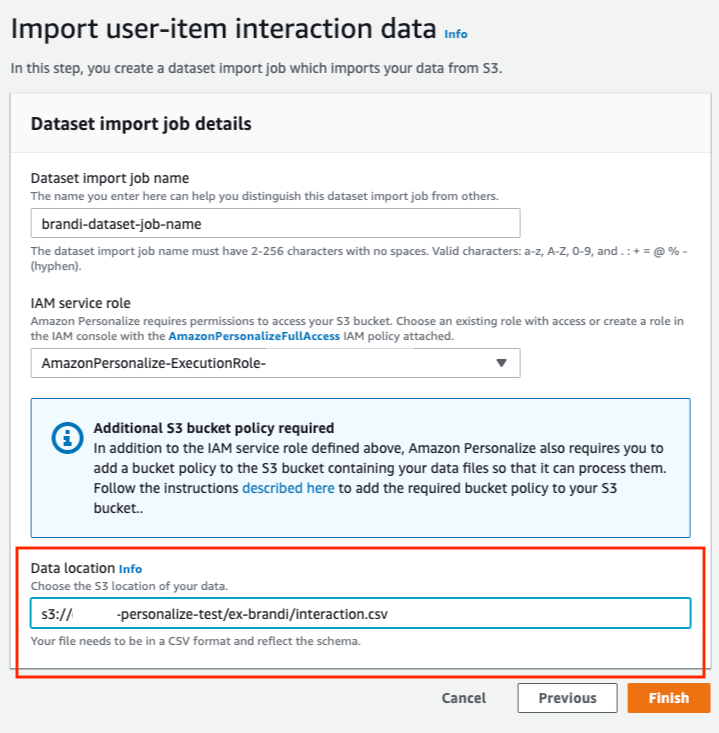 Import user-item interaction data Info
In this step, you create a dataset import job which imports your data from S3.
Dataset import job details
Dataset import job name
The name you enter here can help you distinguish this dataset import job from others.
brandi-dataset-job-name
The dataset import job name must have 2-256 characters with no spaces. Valid characters: a-z, A-Z, 0-9, and . : + = @ % -
(hyphen).
IAM service role
Amazon Personalize requires permissions to access your S3 bucket. Choose an existing role with access or create a role in
the IAM console with the AmazonPersonalizeFullAccess IAM policy attached.
AmazonPersonalize-ExecutionRole-
Additional S3 bucket policy required
In addition to the IAM service role defined above, Amazon Personalize also requires you to
add a bucket policy to the S3 bucket containing your data files so that it can process them.
Follow the instructions described here to add the required bucket policy to your S3
bucket..
Data location Info
Choose the S3 location of your data.
s3:// -personalize-test/ex-brandi/interaction.csv
Your file needs to be in a CSV format and reflect the schema.
Cancel Previous Finish